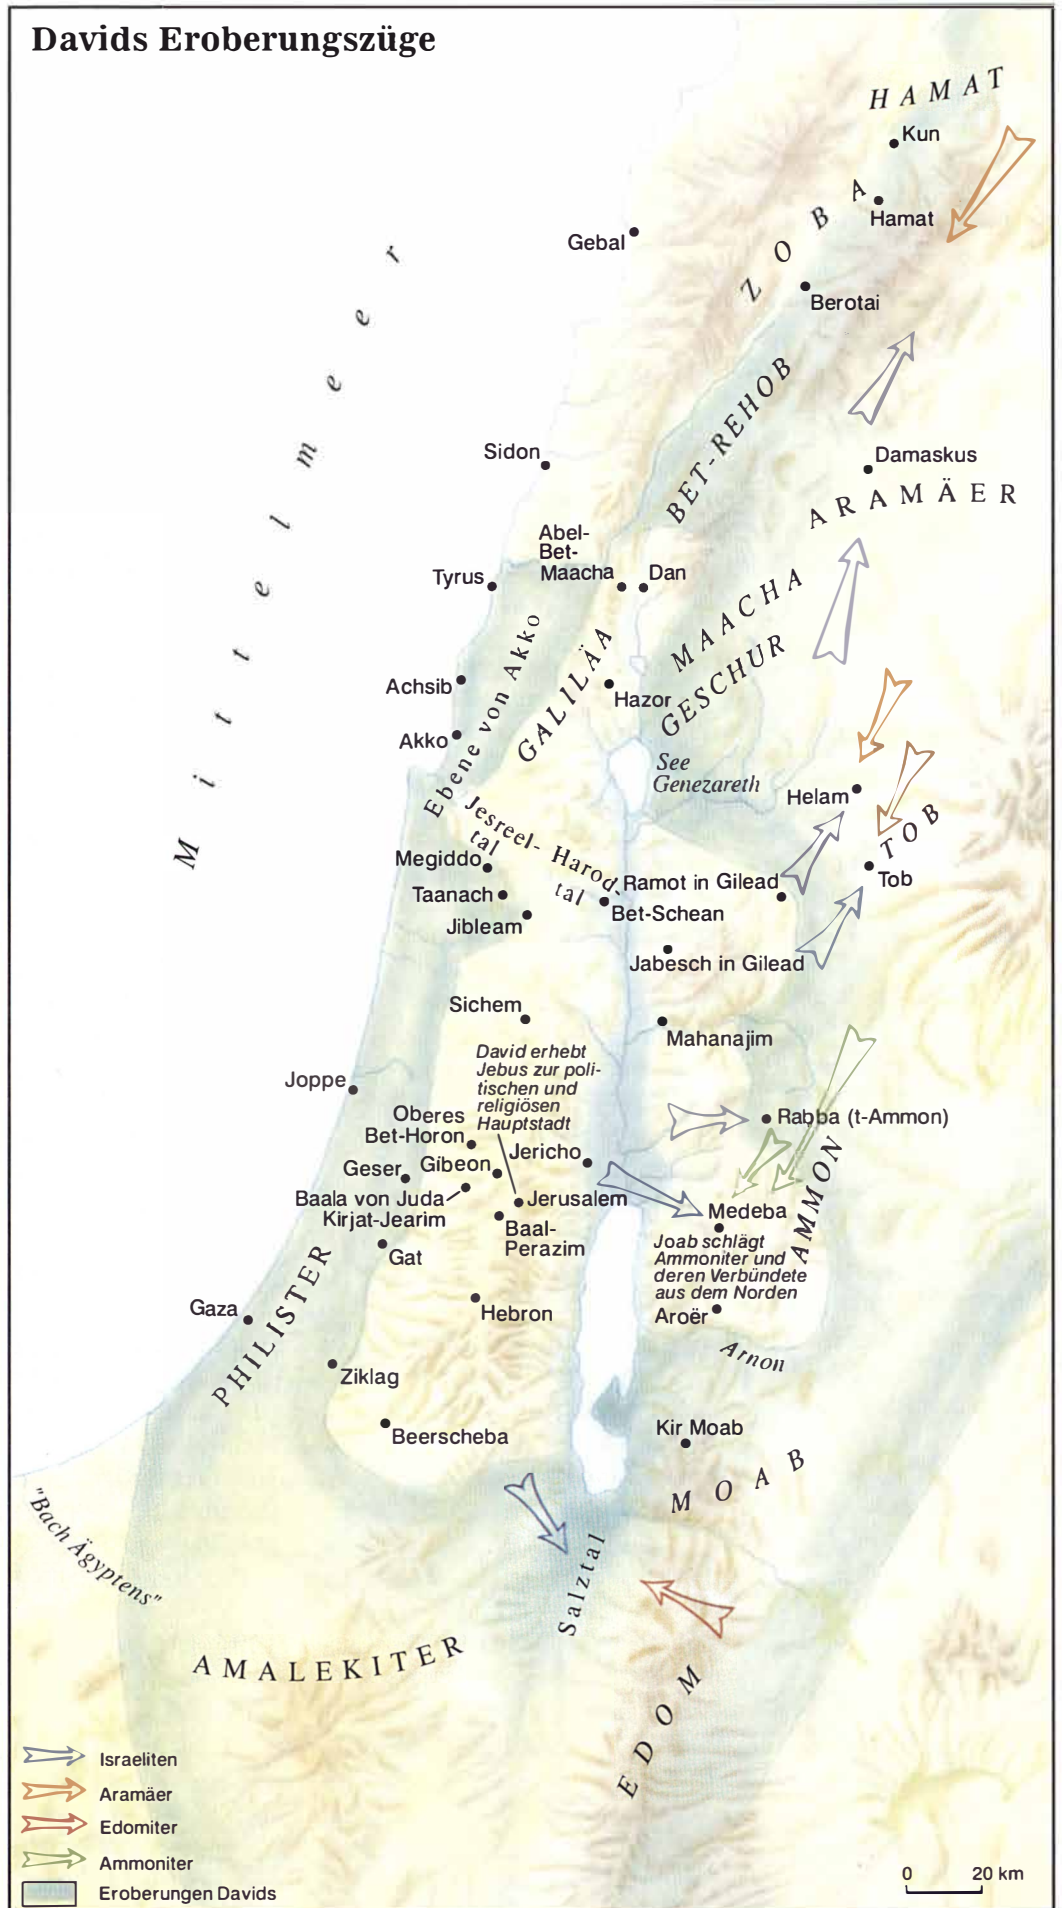 Davids Eroberungszüge
HAMAT
Kun
ZOBA
Hamat
Gebal
Berotai
Mittelmeer
BET-REHOB
Sidon
Damaskus
ARAMÄER
Abel-
Bet-
Maacha
Dan
Tyrus
MAACHA
GESCHUR
Ebene von Akko
GALILÄA
Achsib
Hazor
Akko
See
Genezareth
Helam
Jesreel-
tal
Harod-
tal
TOB
Tob
Megiddo
Taanach
Jibleam
Ramot in Gilead
Bet-Schean
Jabesch in Gilead
Sichem
Mahanajim
David erhebt
Jebus zur poli-
tischen und
religiösen
Hauptstadt
Joppe
Oberes
Bet-Horon
Rabba (t-Ammon)
Jericho
Geser
Gibeon
AMMON
Baala von Juda
Kirjat-Jearim
Jerusalem
Medeba
Baal-
Perazim
Joab schlägt
Ammoniter und
deren Verbündete
aus dem Norden
Gat
PHILISTER
Gaza
Hebron
Aroër
Arnon
Ziklag
Beerscheba
Kir Moab
MOAB
"Bach Ägyptens"
Salztal
AMALEKITER
EDOM
Israeliten
Aramäer
Edomiter
Ammoniter
Eroberungen Davids
0 20 km